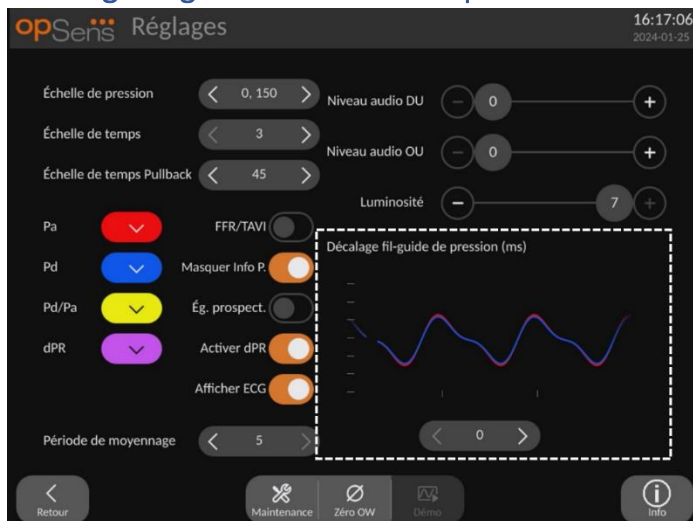 opSens Réglages
16:17:06
2024-01-25
Échelle de pression 0, 150
Échelle de temps 3
Échelle de temps Pullback 45
Niveau audio DU - 0 +
Niveau audio OU - 0 +
Luminosité - 7 +
Pa
Pd
Pd/Pa
dPR
FFR/TAVI
Masquer Info P.
Ég. prospect.
Activer dPR
Afficher ECG
Période de moyennage 5
Décalage fil-guide de pression (ms)
0
Retour
Maintenance
Zéro OW
Démo
Info